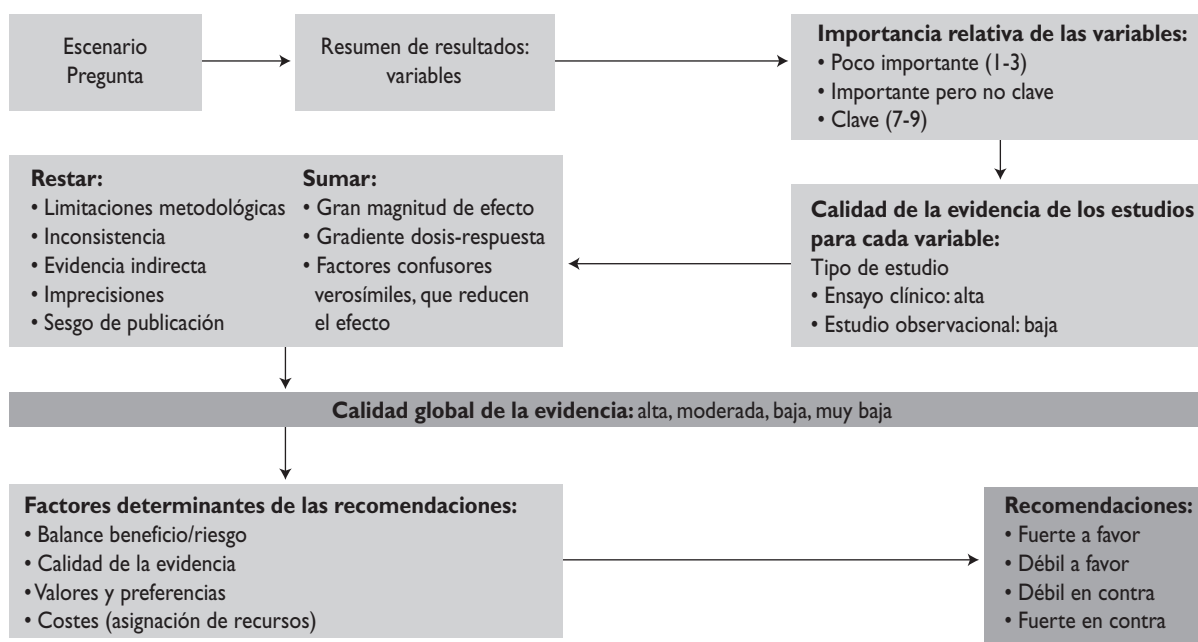 Escenario
Pregunta
Resumen de resultados:
variables
Importancia relativa de las variables:
• Poco importante (1-3)
• Importante pero no clave
• Clave (7-9)
Calidad de la evidencia de los estudios
para cada variable:
Tipo de estudio
• Ensayo clínico: alta
• Estudio observacional: baja
Restar:
• Limitaciones metodológicas
• Inconsistencia
• Evidencia indirecta
• Imprecisiones
• Sesgo de publicación
Sumar:
• Gran magnitud de efecto
• Gradiente dosis-respuesta
• Factores confusores
verosímiles, que reducen
el efecto
Calidad global de la evidencia: alta, moderada, baja, muy baja
Factores determinantes de las recomendaciones:
• Balance beneficio/riesgo
• Calidad de la evidencia
• Valores y preferencias
• Costes (asignación de recursos)
Recomendaciones:
• Fuerte a favor
• Débil a favor
• Débil en contra
• Fuerte en contra